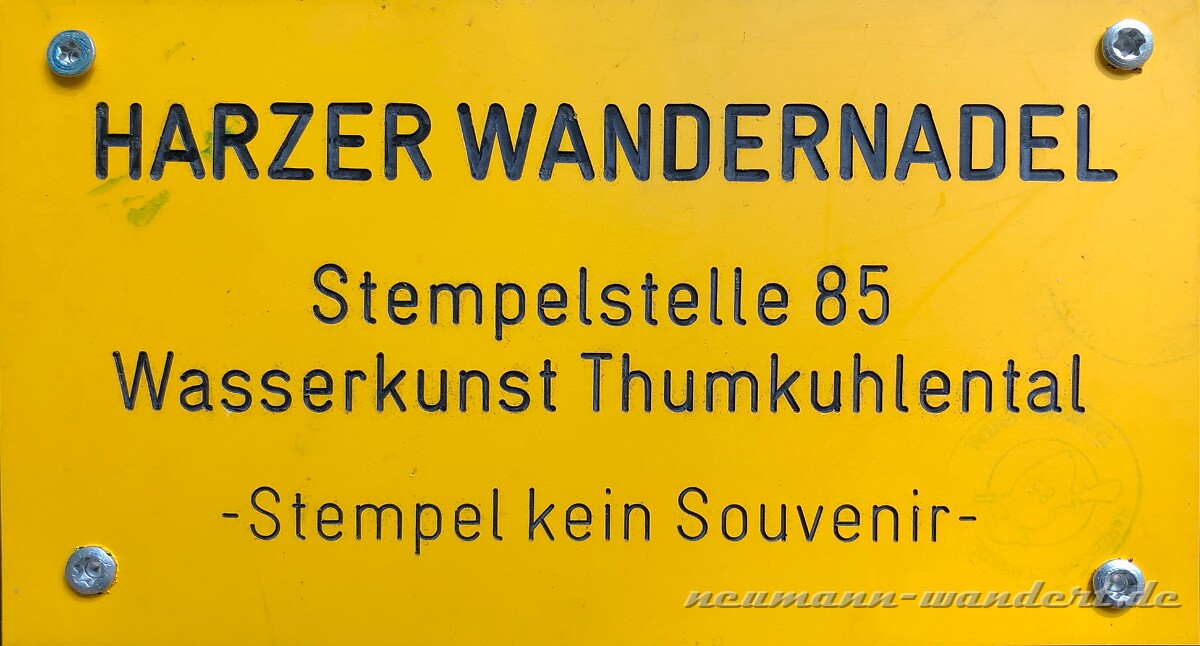 HARZER WANDERNADEL
Stempelstelle 85
Wasserkunst Thumkuhlental
-Stempel kein Souvenir-
neumann-wandert.de